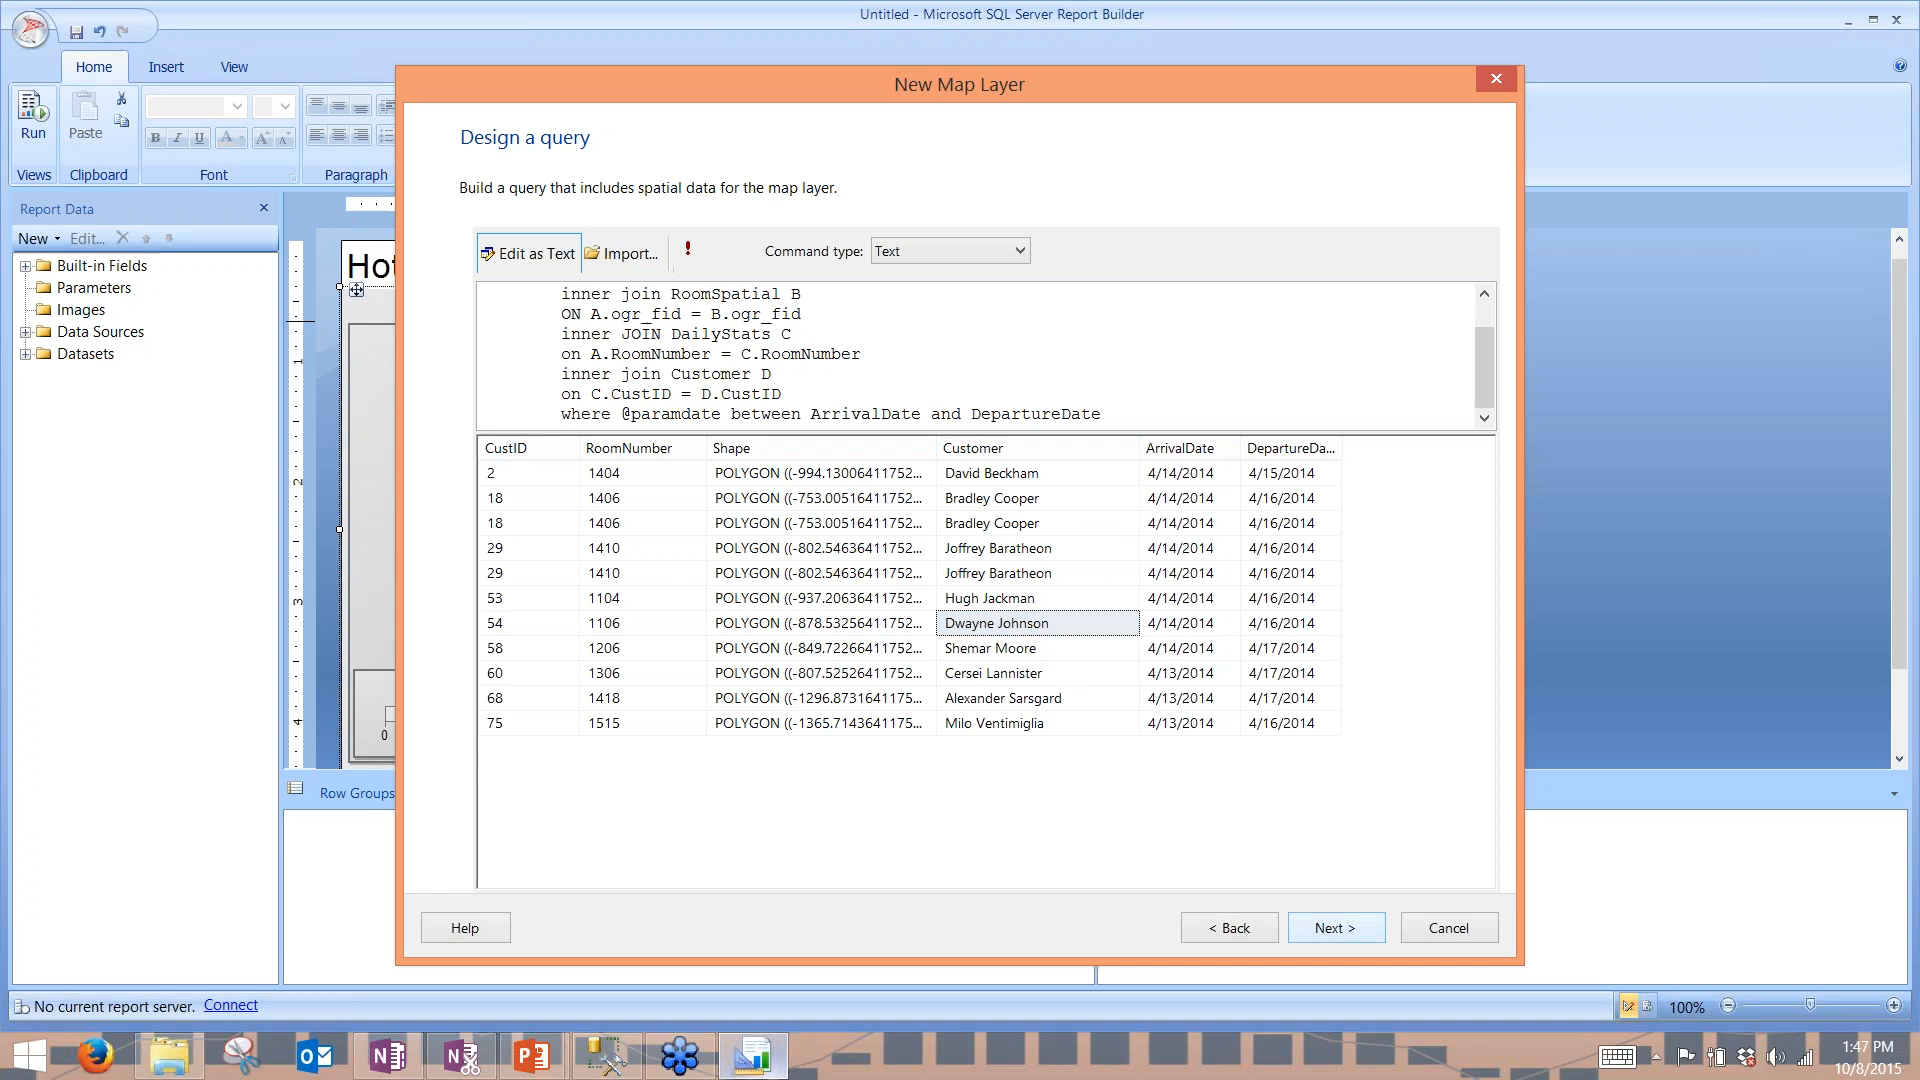 Untitled - Microsoft SQL Server Report Builder
Home Insert View
Run
Paste
B I U A A A
Views Clipboard Font Paragraph
New Map Layer
Design a query
Build a query that includes spatial data for the map layer.
Report Data
New Edit...
Built-in Fields
Parameters
Images
Data Sources
Datasets
Hot
1
2
3
4
0
Edit as Text Import... ! Command type: Text
inner join RoomSpatial B
ON A.ogr_fid = B.ogr_fid
inner JOIN DailyStats C
on A.RoomNumber = C.RoomNumber
inner join Customer D
on C.CustID = D.CustID
where @paramdate between ArrivalDate and DepartureDate
CustID RoomNumber Shape Customer ArrivalDate DepartureDa...
2 1404 POLYGON ((-994.13006411752... David Beckham 4/14/2014 4/15/2014
18 1406 POLYGON ((-753.00516411752... Bradley Cooper 4/14/2014 4/16/2014
18 1406 POLYGON ((-753.00516411752... Bradley Cooper 4/14/2014 4/16/2014
29 1410 POLYGON ((-802.54636411752... Joffrey Baratheon 4/14/2014 4/16/2014
29 1410 POLYGON ((-802.54636411752... Joffrey Baratheon 4/14/2014 4/16/2014
53 1104 POLYGON ((-937.20636411752... Hugh Jackman 4/14/2014 4/16/2014
54 1106 POLYGON ((-878.53256411752... Dwayne Johnson 4/14/2014 4/16/2014
58 1206 POLYGON ((-849.72266411752... Shemar Moore 4/14/2014 4/17/2014
60 1306 POLYGON ((-807.52526411752... Cersei Lannister 4/13/2014 4/17/2014
68 1418 POLYGON ((-1296.8731641175... Alexander Sarsgard 4/13/2014 4/17/2014
75 1515 POLYGON ((-1365.7143641175... Milo Ventimiglia 4/13/2014 4/16/2014
Row Groups
Help < Back Next > Cancel
No current report server. Connect
100%
1:47 PM
10/8/2015